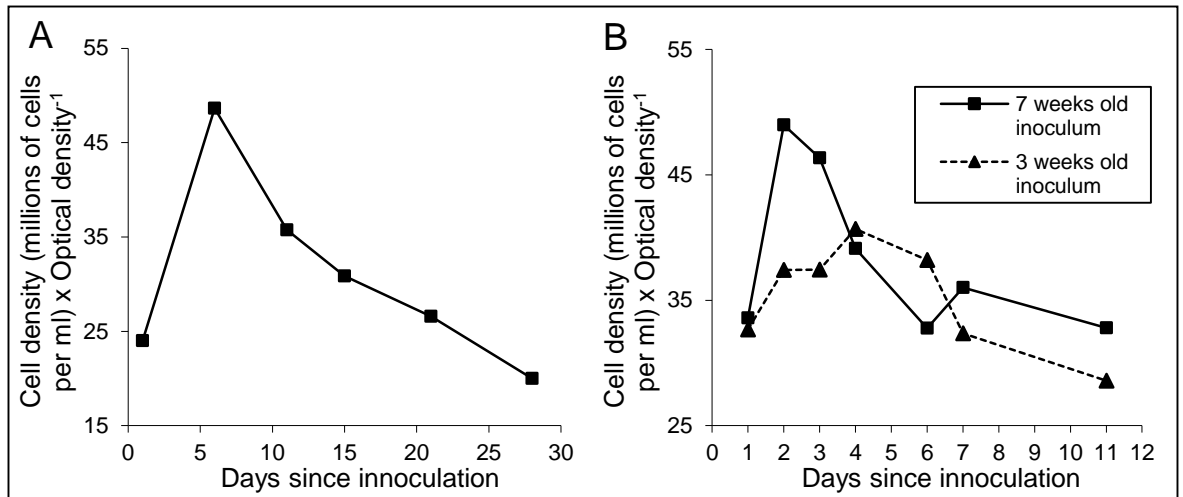 A
Cell density (millions of cells
per ml) x Optical density⁻¹
55
45
35
25
15
0 5 10 15 20 25 30
Days since innoculation
B
Cell density (millions of cells
per ml) x Optical density⁻¹
55
45
35
25
0 1 2 3 4 5 6 7 8 9 10 11 12
Days since innoculation
7 weeks old
inoculum
3 weeks old
inoculum